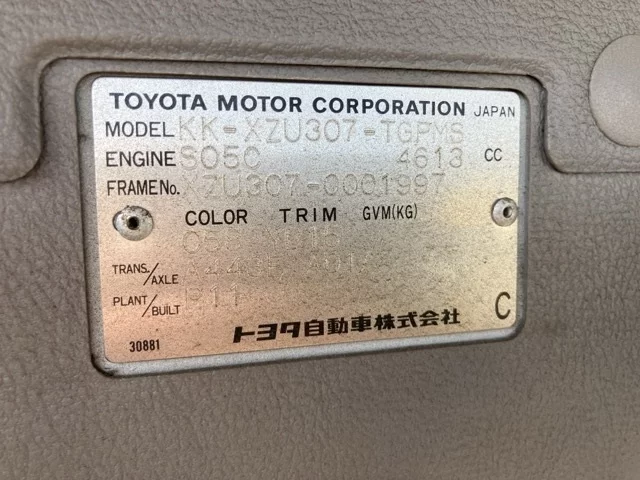 TOYOTA MOTOR CORPORATION JAPAN
MODEL KK-XZU307-TGPMS
ENGINE S05C 4613 CC
FRAME No. XZU307-0001997
COLOR TRIM GVM(KG)
TRANS./AXLE
PLANT/BUILT P11
トヨタ自動車株式会社
30881 C